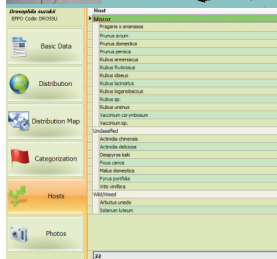 Drosophila suzukii
EPPO Code: DROSSU
Basic Data
Distribution
Distribution Map
Categorization
Hosts
Photos
Host
Major
Fragaria x ananassa
Prunus avium
Prunus domestica
Prunus persica
Rubus armeniacus
Rubus fruticosus
Rubus idaeus
Rubus laciniatus
Rubus loganobaccus
Rubus sp.
Rubus ursinus
Vaccinium corymbosum
Vaccinium sp.
Unclassified
Actinidia chinensis
Actinidia deliciosa
Diospyros kaki
Ficus carica
Malus domestica
Pyrus pyrifolia
Vitis vinifera
Wild/Weed
Arbutus unedo
Solanum luteum
22